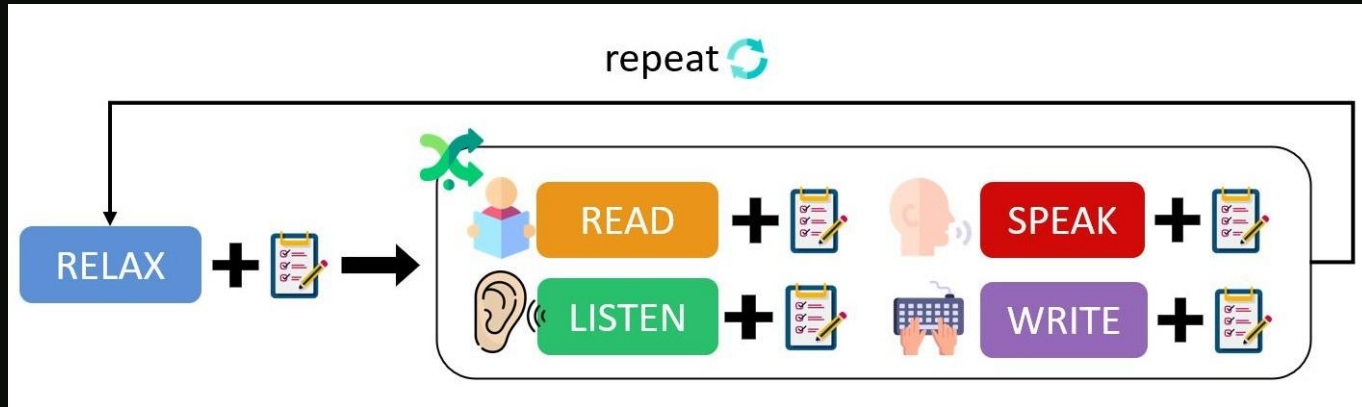 repeat
RELAX
READ
SPEAK
LISTEN
WRITE